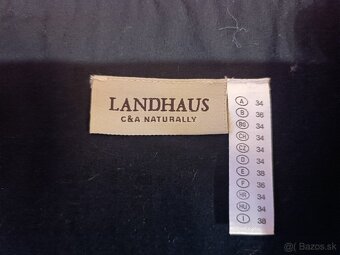 LANDHAUS
C&A NATURALLY
A 34
B 36
BG 34
CH 34
CZ 34
D 34
E 38
F 36
HR 34
HU 34
I 38
© Bazos.sk